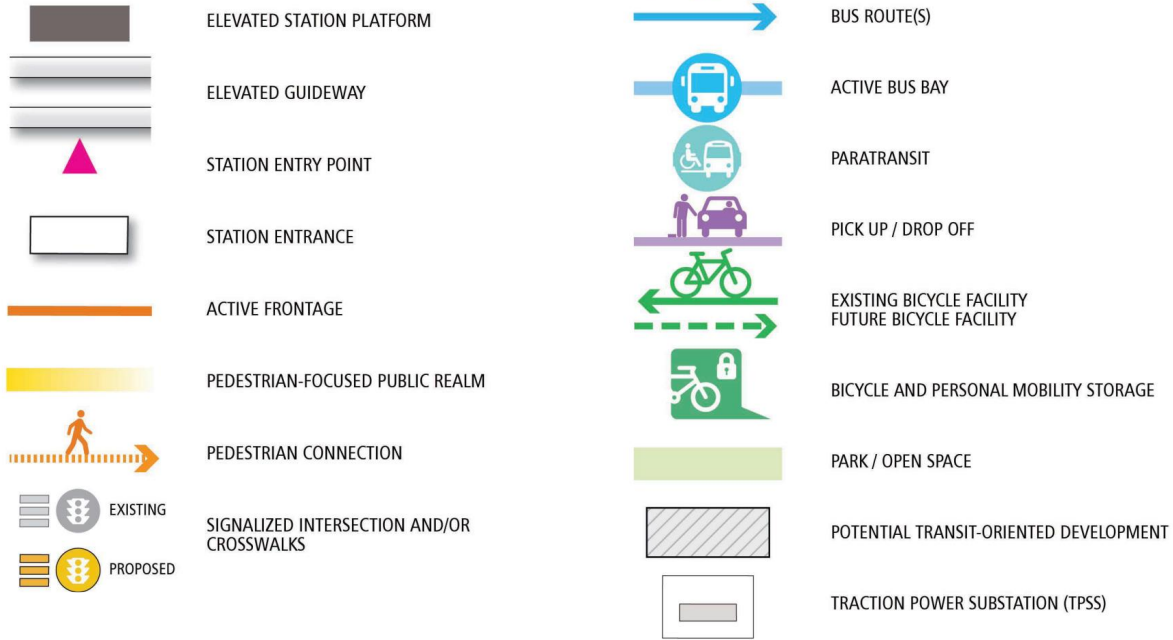 ELEVATED STATION PLATFORM
ELEVATED GUIDEWAY
STATION ENTRY POINT
STATION ENTRANCE
ACTIVE FRONTAGE
PEDESTRIAN-FOCUSED PUBLIC REALM
PEDESTRIAN CONNECTION
EXISTING
PROPOSED
SIGNALIZED INTERSECTION AND/OR
CROSSWALKS
BUS ROUTE(S)
ACTIVE BUS BAY
PARATRANSIT
PICK UP / DROP OFF
EXISTING BICYCLE FACILITY
FUTURE BICYCLE FACILITY
BICYCLE AND PERSONAL MOBILITY STORAGE
PARK / OPEN SPACE
POTENTIAL TRANSIT-ORIENTED DEVELOPMENT
TRACTION POWER SUBSTATION (TPSS)